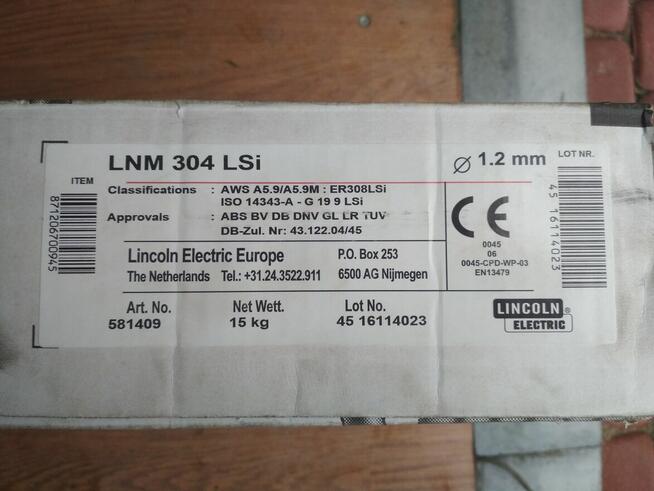 LNM 304 LSi
Ø 1.2 mm
LOT NR.
ITEM
871206700945
Classifications : AWS A5.9/A5.9M : ER308LSi
ISO 14343-A - G 19 9 LSi
Approvals : ABS BV DB DNV GL LR TUV
DB-Zul. Nr: 43.122.04/45
CE
0045
06
0045-CPD-WP-03
EN13479
45 16114023
Lincoln Electric Europe P.O. Box 253
The Netherlands Tel.: +31.24.3522.911 6500 AG Nijmegen
Art. No. Net Wett. Lot No.
581409 15 kg 45 16114023
LINCOLN ®
ELECTRIC